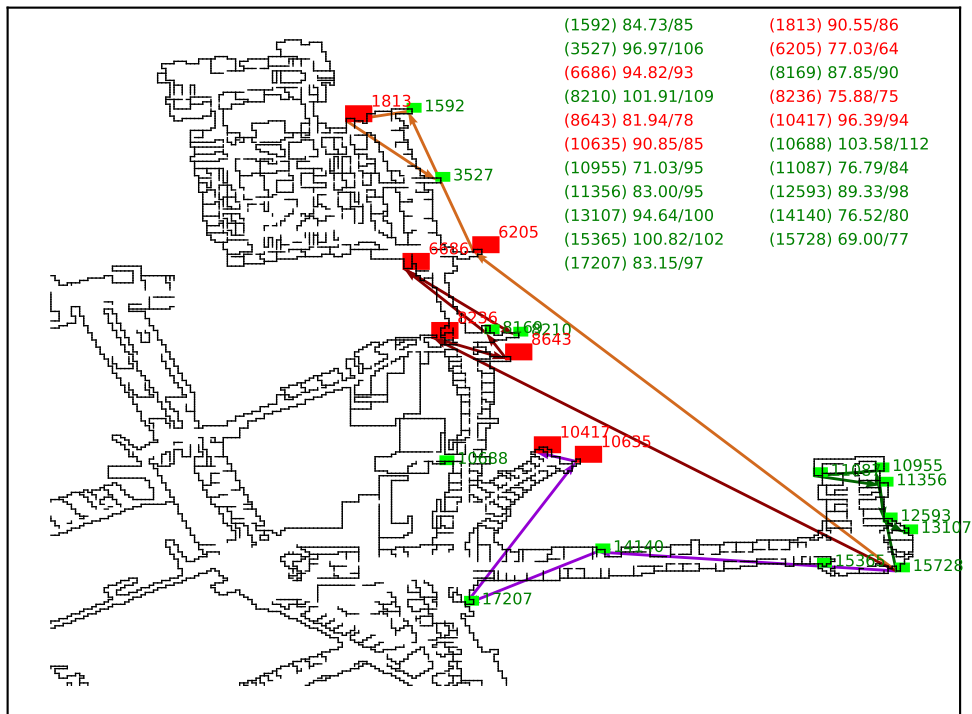 (1592) 84.73/85 (1813) 90.55/86
(3527) 96.97/106 (6205) 77.03/64
(6686) 94.82/93 (8169) 87.85/90
(8210) 101.91/109 (8236) 75.88/75
(8643) 81.94/78 (10417) 96.39/94
(10635) 90.85/85 (10688) 103.58/112
(10955) 71.03/95 (11087) 76.79/84
(11356) 83.00/95 (12593) 89.33/98
(13107) 94.64/100 (14140) 76.52/80
(15365) 100.82/102 (15728) 69.00/77
(17207) 83.15/97
1813
1592
3527
6205
6686
8236
8169
8210
8643
10417
10635
10688
11087
10955
11356
12593
13107
14140
15365
15728
17207